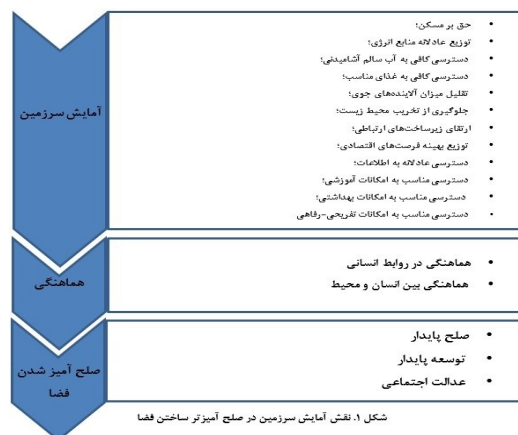 آمایش سرزمین
حق بر مسکن؛
توزیع عادلانه منابع انرژی؛
دسترسی کافی به آب سالم آشامیدنی؛
دسترسی کافی به غذای مناسب؛
تقلیل میزان آلاینده‌های جوی؛
جلوگیری از تخریب محیط زیست؛
ارتقای زیرساخت‌های ارتباطی؛
توزیع بهینه فرصت‌های اقتصادی؛
دسترسی عادلانه به اطلاعات؛
دسترسی مناسب به امکانات آموزشی؛
دسترسی مناسب به امکانات بهداشتی؛
دسترسی مناسب به امکانات تفریحی-رفاهی
هماهنگی
هماهنگی در روابط انسانی
هماهنگی بین انسان و محیط
صلح آمیز شدن
فضا
صلح پایدار
توسعه پایدار
عدالت اجتماعی
شکل ۱. نقش آمایش سرزمین در صلح آمیزتر ساختن فضا